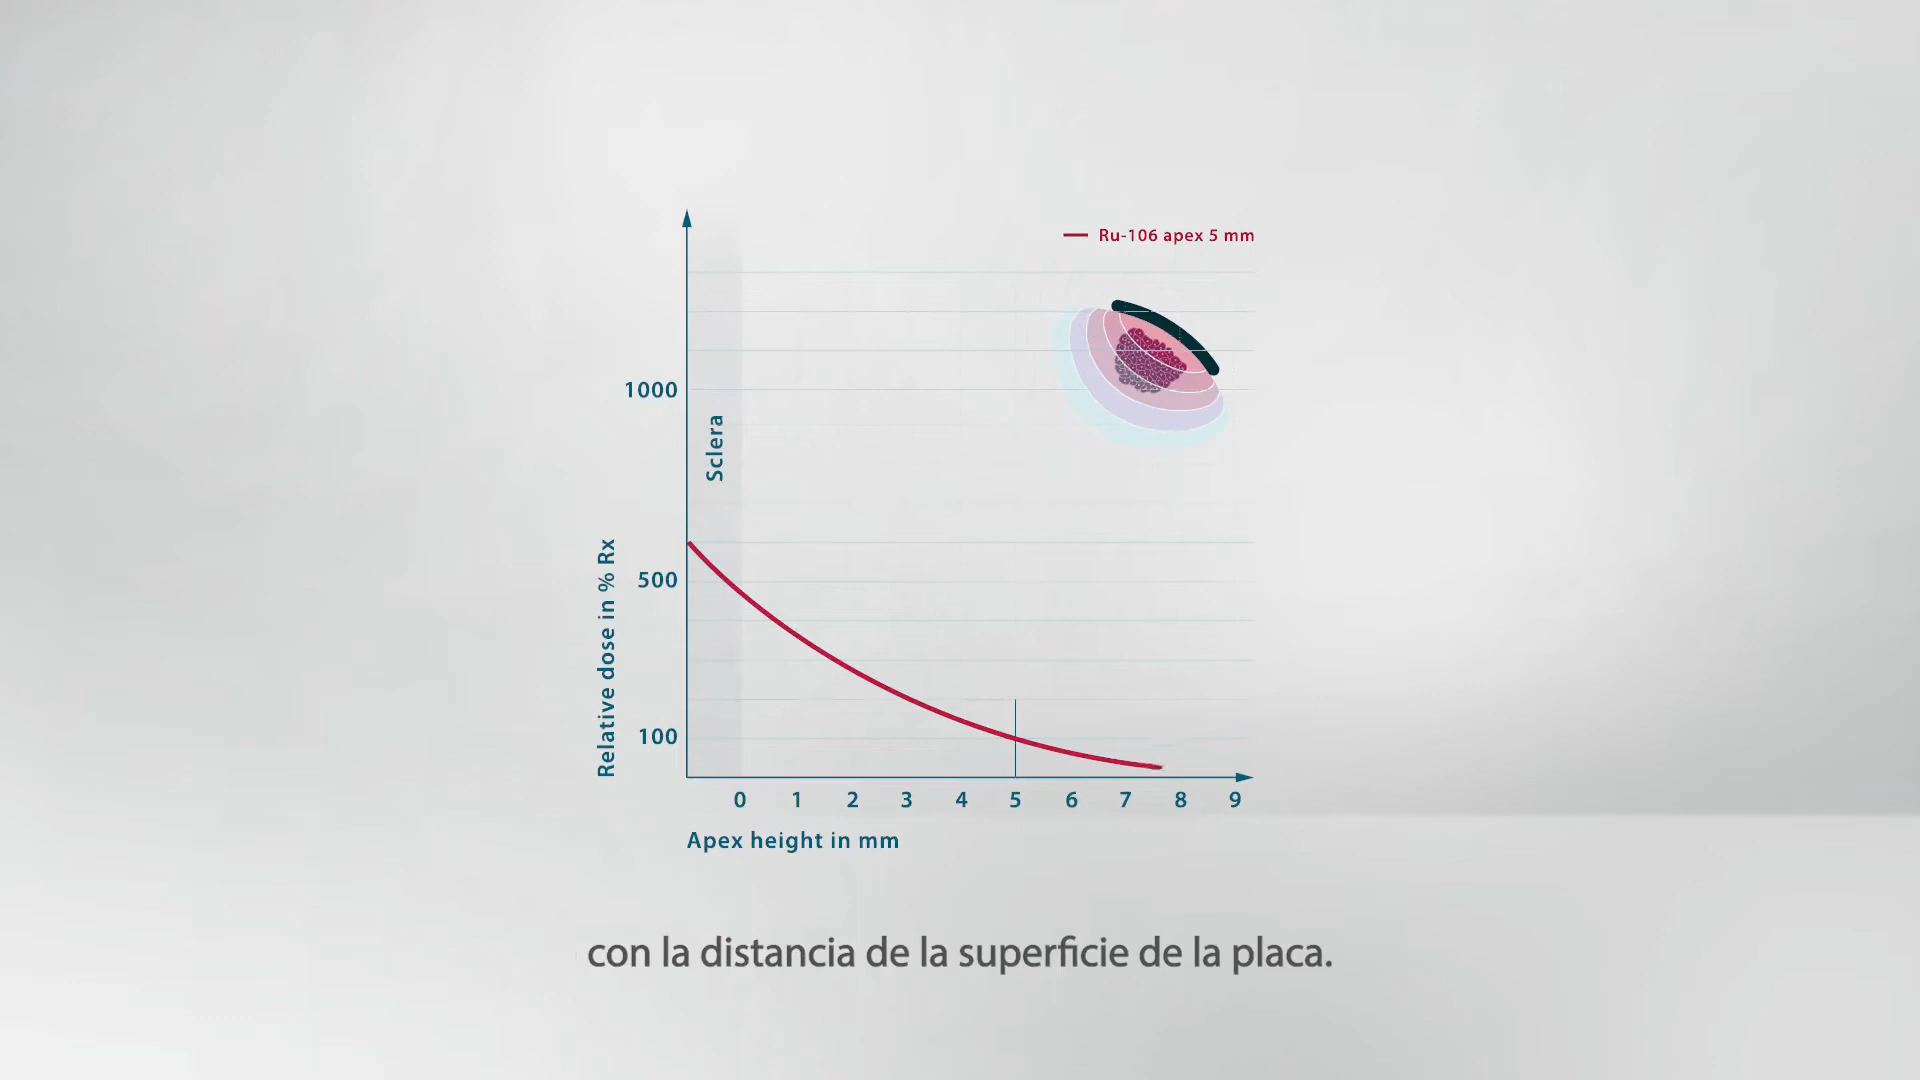 Ru-106 apex 5 mm
1000
Sclera
Relative dose in % Rx
500
100
0 1 2 3 4 5 6 7 8 9
Apex height in mm
con la distancia de la superficie de la placa.